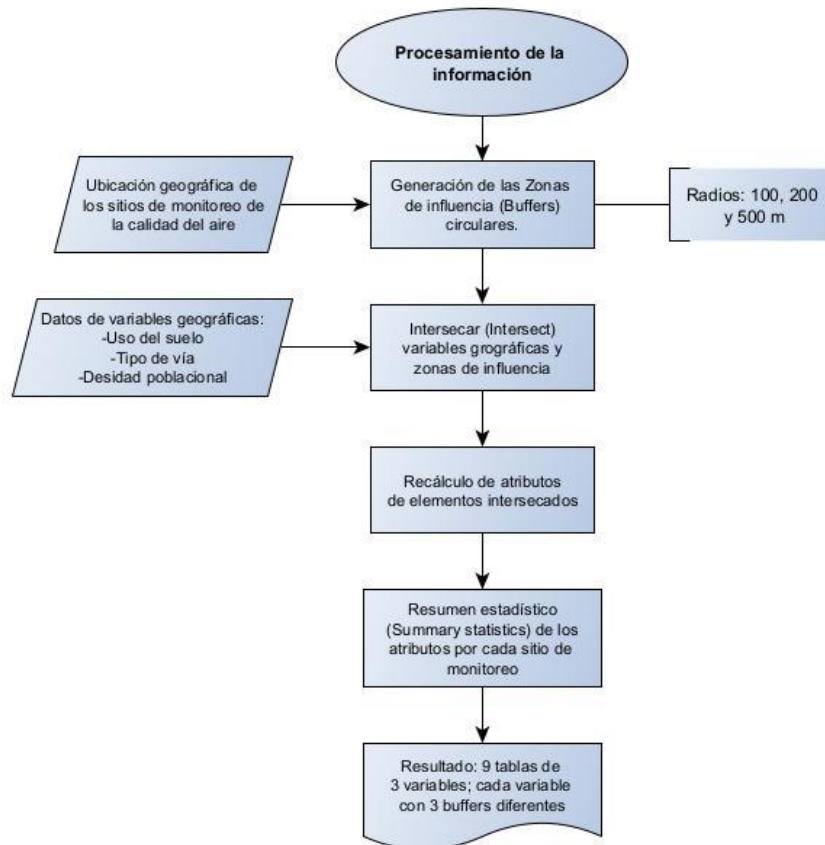 Procesamiento de la
información
Ubicación geográfica de
los sitios de monitoreo de
la calidad del aire
Generación de las Zonas
de influencia (Buffers)
circulares.
Radios: 100, 200
y 500 m
Datos de variables geográficas:
-Uso del suelo
-Tipo de vía
-Desidad poblacional
Intersecar (Intersect)
variables grográficas y
zonas de influencia
Recálculo de atributos
de elementos intersecados
Resumen estadístico
(Summary statistics) de los
atributos por cada sitio de
monitoreo
Resultado: 9 tablas de
3 variables; cada variable
con 3 buffers diferentes